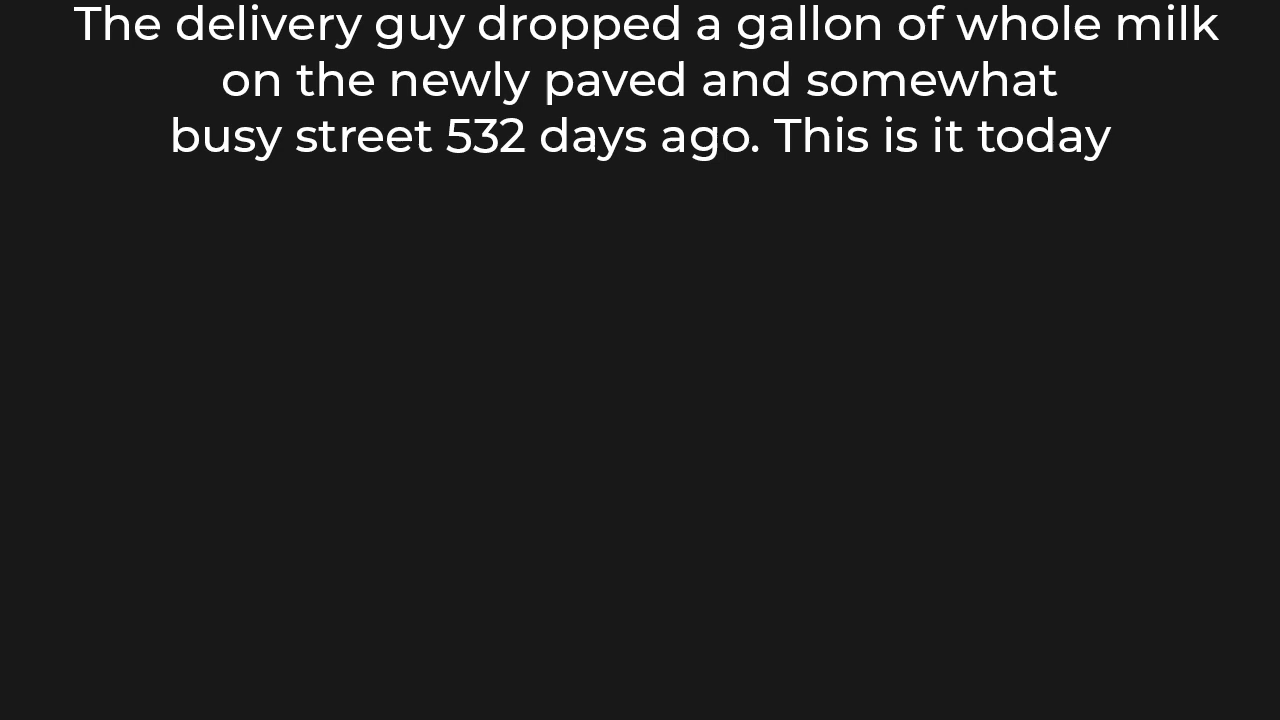 The delivery guy dropped a gallon of whole milk
on the newly paved and somewhat
busy street 532 days ago. This is it today